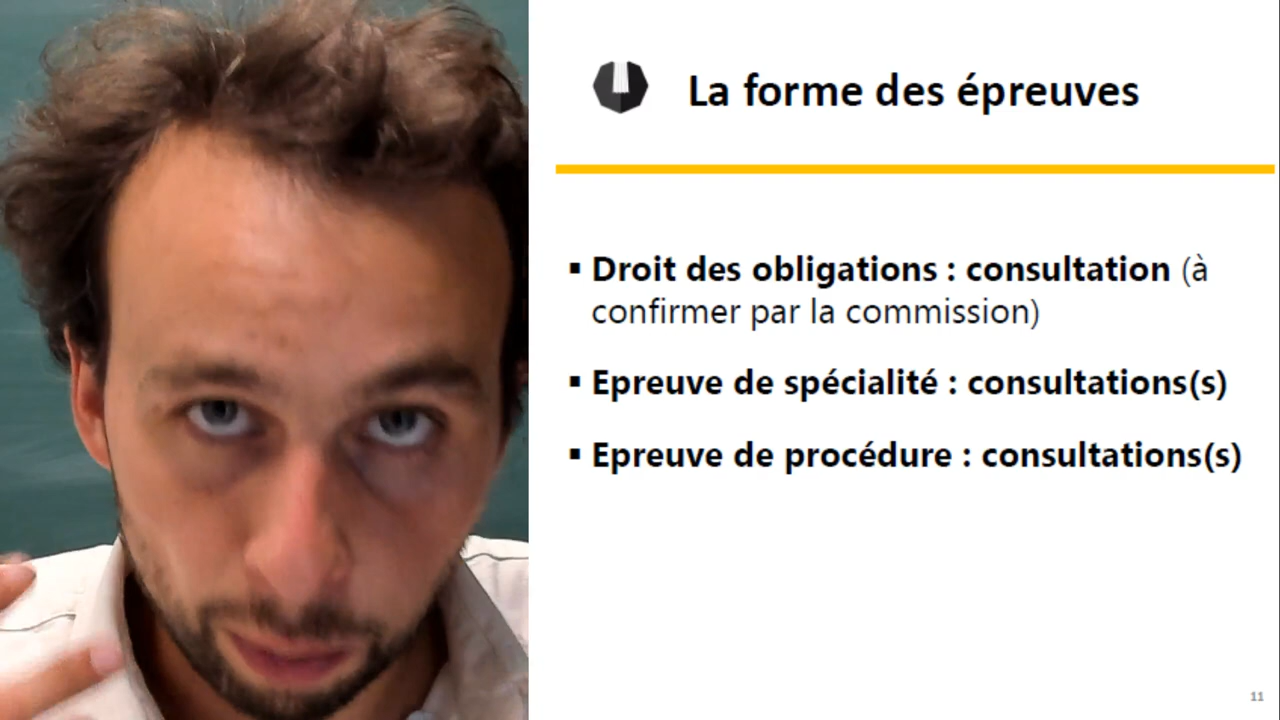 La forme des épreuves
▪ Droit des obligations : consultation (à
confirmer par la commission)
▪ Epreuve de spécialité : consultations(s)
▪ Epreuve de procédure : consultations(s)
11